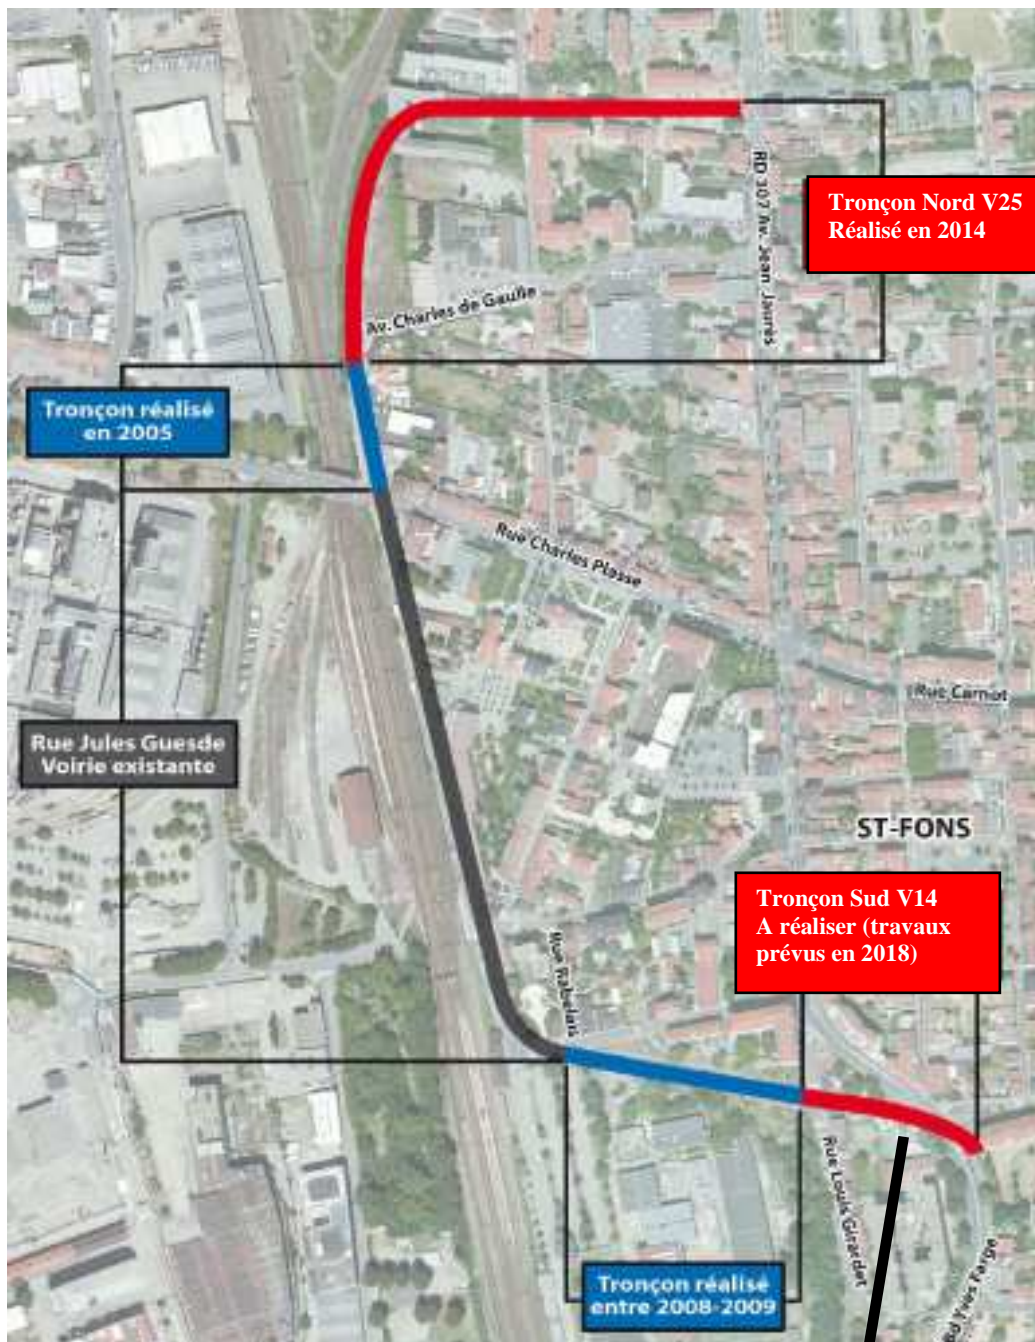 Tronçon Nord V25
Réalisé en 2014
RD 307 Av. Jean Jaurès
Av. Charles de Gaulle
Tronçon réalisé
en 2005
Rue Charles Plasse
Rue Carnot
Rue Jules Guesde
Voirie existante
ST-FONS
Tronçon Sud V14
A réaliser (travaux
prévus en 2018)
Rue Rabelais
Rue Louis Girardet
d Yves Farge
Tronçon réalisé
entre 2008-2009